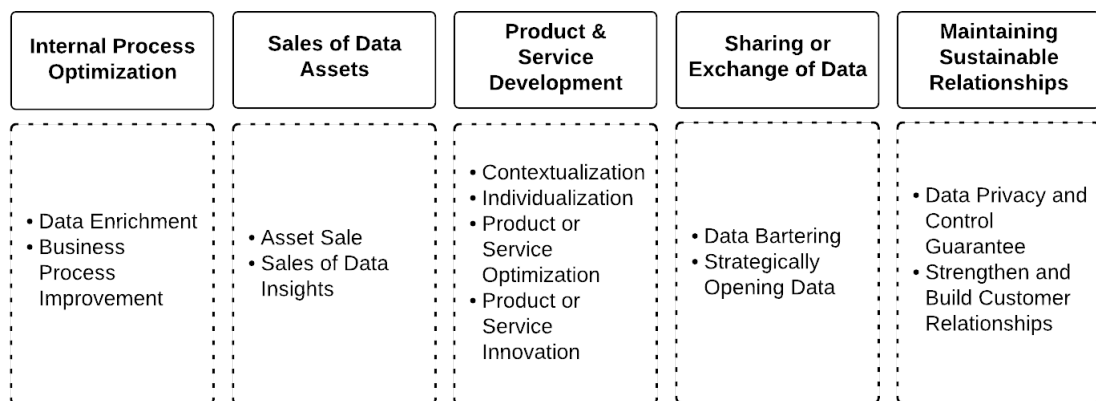 Internal Process
Optimization
Sales of Data
Assets
Product &
Service
Development
Sharing or
Exchange of Data
Maintaining
Sustainable
Relationships
• Data Enrichment
• Business
Process
Improvement
• Asset Sale
• Sales of Data
Insights
• Contextualization
• Individualization
• Product or
Service
Optimization
• Product or
Service
Innovation
• Data Bartering
• Strategically
Opening Data
• Data Privacy and
Control
Guarantee
• Strengthen and
Build Customer
Relationships